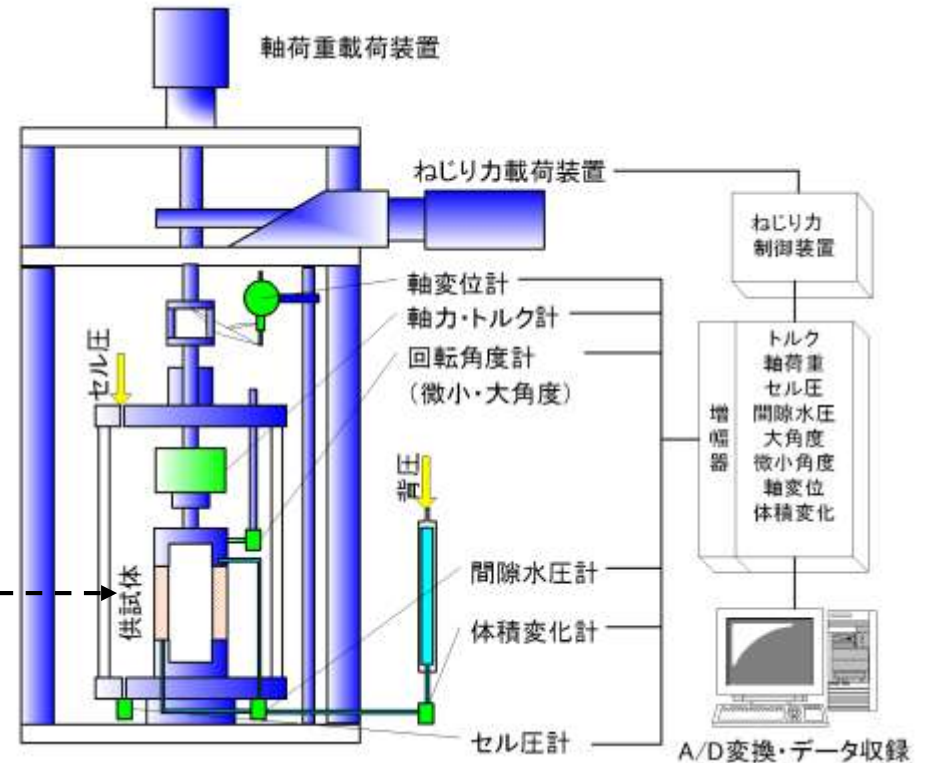 軸荷重載荷装置
ねじり力載荷装置
ねじり力
制御装置
軸変位計
軸力・トルク計
回転角度計
(微小・大角度)
セル圧
増幅器
トルク
軸荷重
セル圧
間隙水圧
大角度
微小角度
軸変位
体積変化
背圧
供試体
間隙水圧計
体積変化計
セル圧計
A/D変換・データ収録